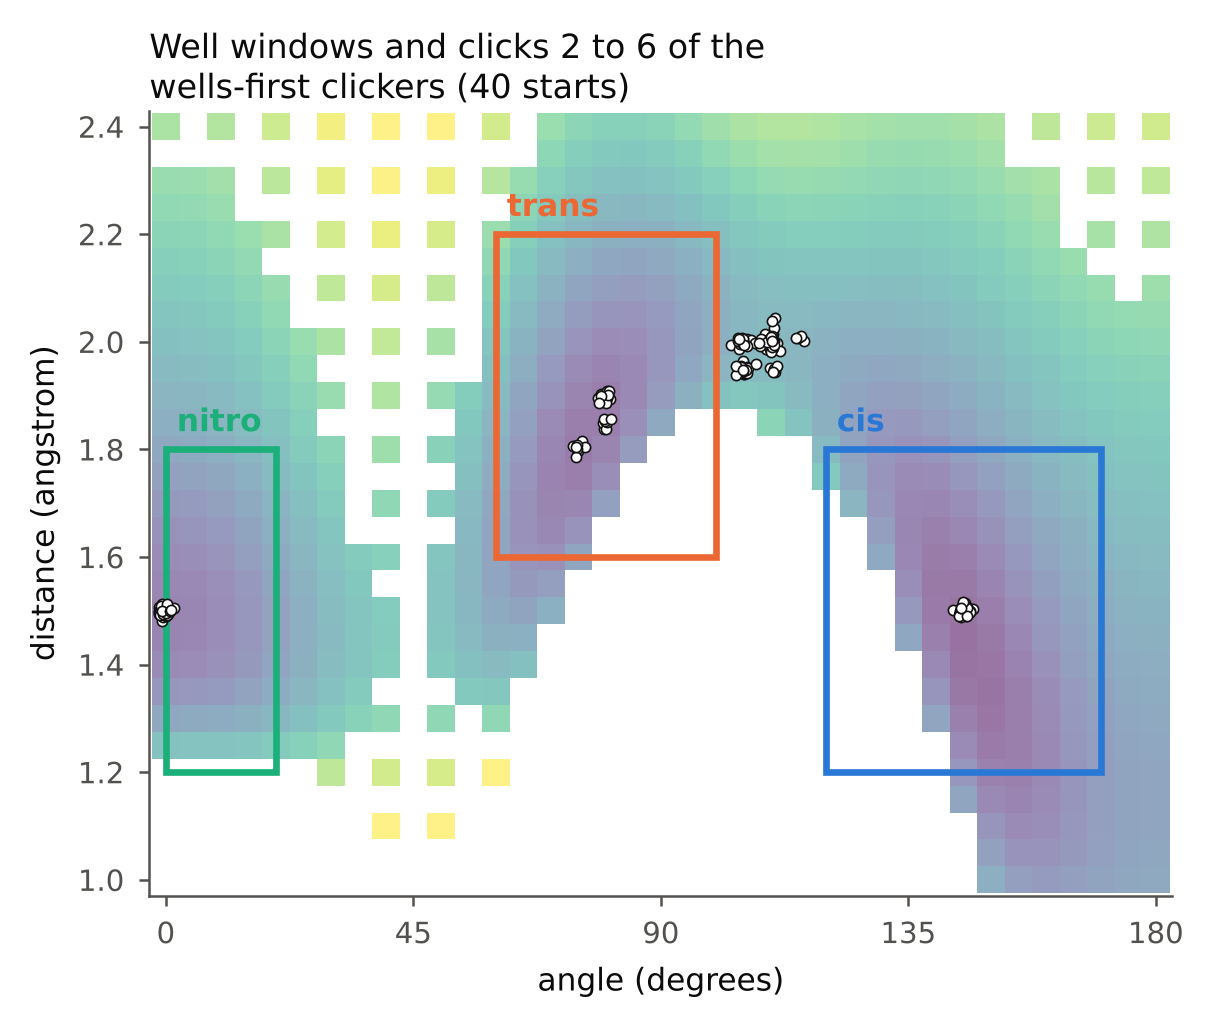 Well windows and clicks 2 to 6 of the
wells-first clickers (40 starts)
2.4
2.2
2.0
1.8
1.6
1.4
1.2
1.0
distance (angstrom)
trans
nitro
cis
0
45
90
135
180
angle (degrees)